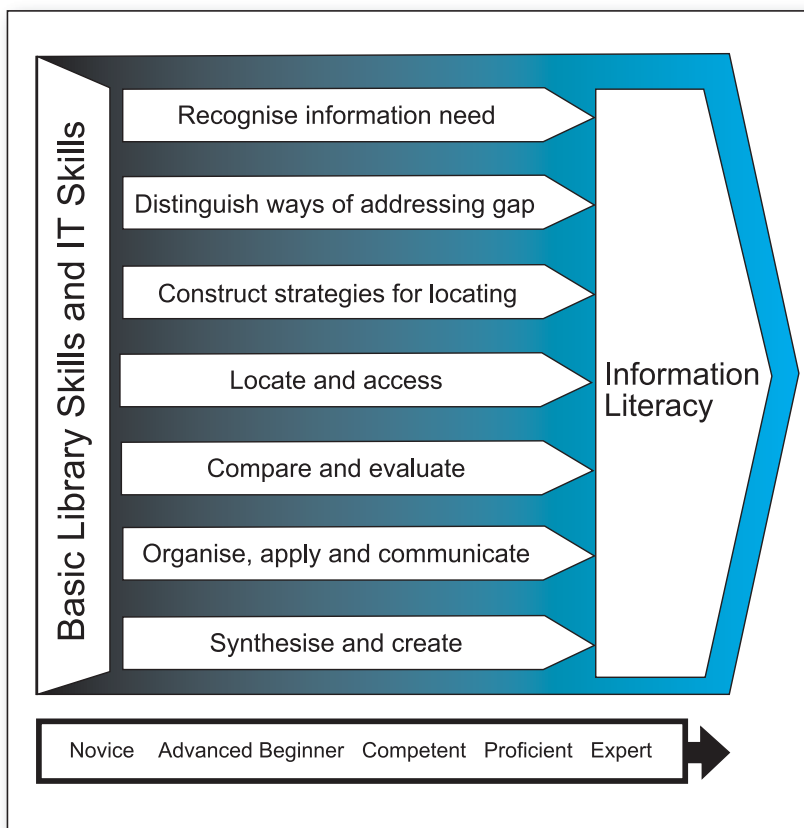 Basic Library Skills and IT Skills
Recognise information need
Distinguish ways of addressing gap
Construct strategies for locating
Locate and access
Compare and evaluate
Organise, apply and communicate
Synthesise and create
Information
Literacy
Novice Advanced Beginner Competent Proficient Expert